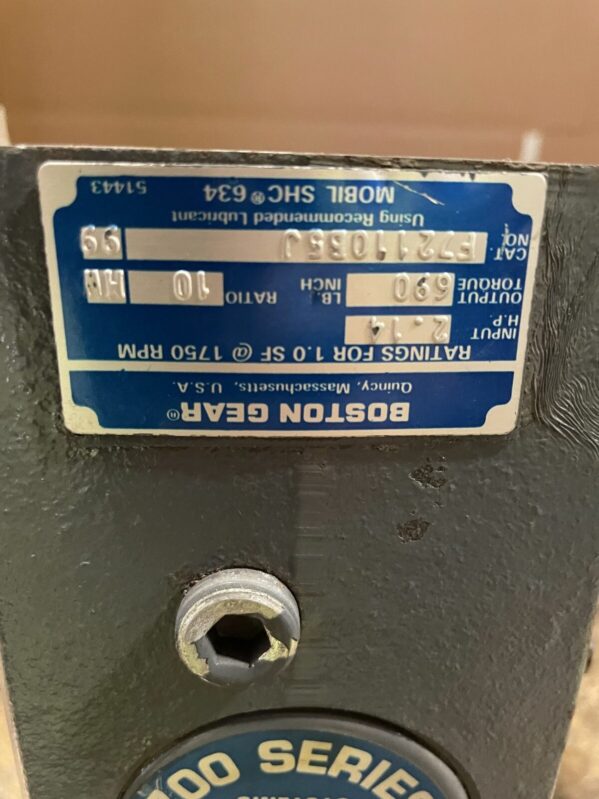 BOSTON GEAR®
Quincy, Massachusetts, U.S.A.
RATINGS FOR 1.0 SF @ 1750 RPM
INPUT H.P. 2.14
OUTPUT TORQUE 690 LB. INCH RATIO 10
CAT. NO. F72110B5J
Using Recommended Lubricant
MOBIL SHC® 634 51443
00 SERIES